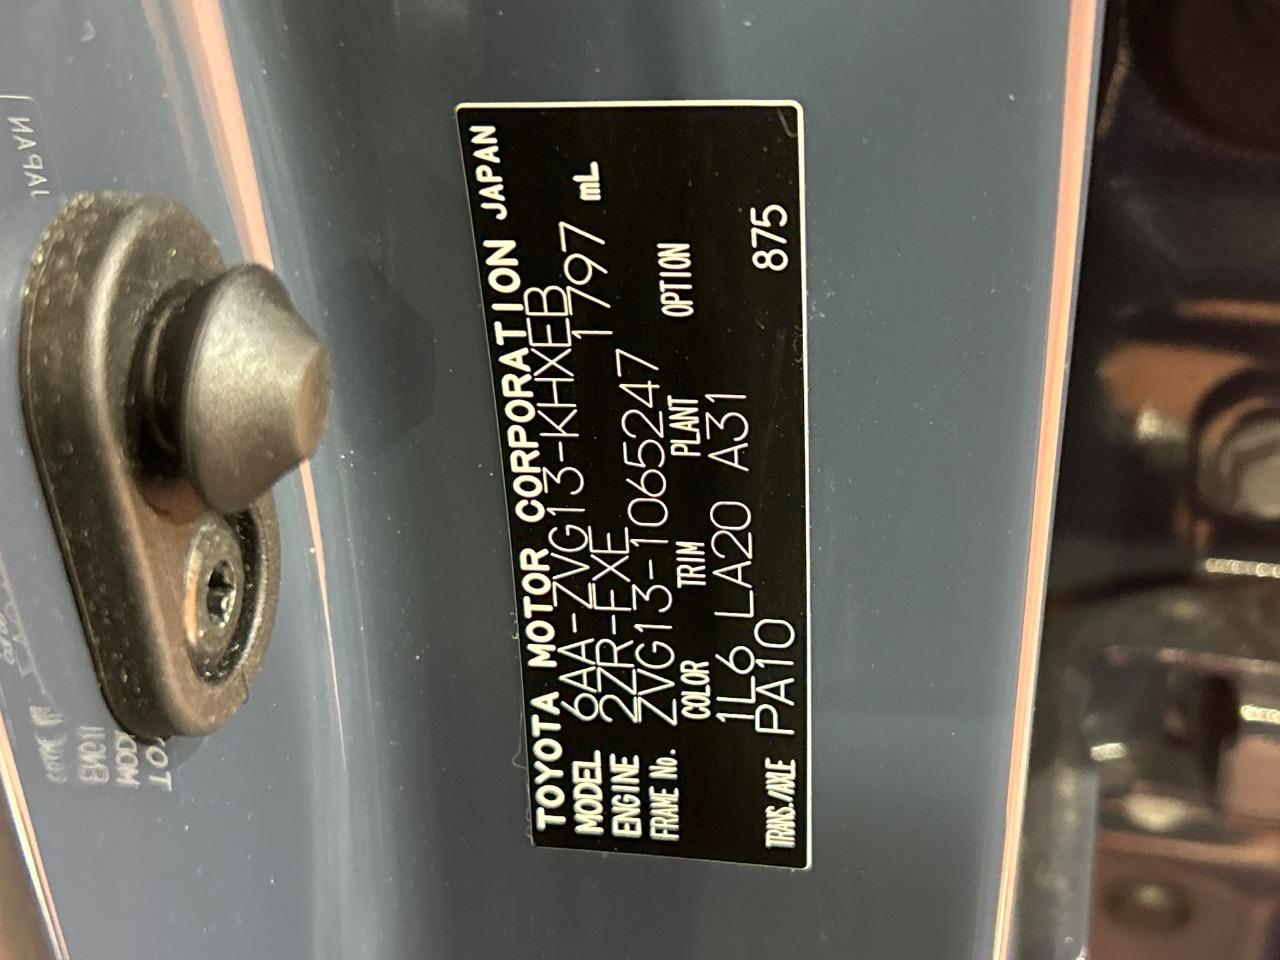 TOYOTA MOTOR CORPORATION JAPAN
MODEL 6AA-ZVG13-KHXEB
ENGINE 2ZR-FXE 1797 mL
FRAME No. ZVG13-1065247
COLOR TRIM PLANT OPTION
1L6 LA20 A31
TRANS./AXLE PA10 875